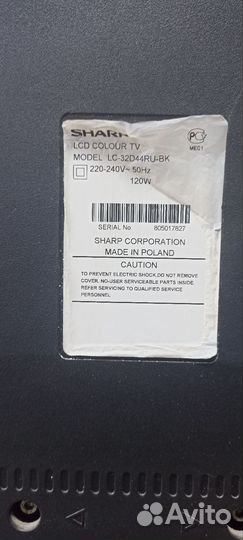 SHARP
LCD COLOUR TV
MODEL LC-32D44RU-BK
220-240V~ 50Hz
120W
ME61
SERIAL No 805017827
SHARP CORPORATION
MADE IN POLAND
CAUTION
TO PREVENT ELECTRIC SHOCK,DO NOT REMOVE
COVER. NO-USER SERVICEABLE PARTS INSIDE.
REFER SERVICING TO QUALIFIED SERVICE
PERSONNEL.
Avito